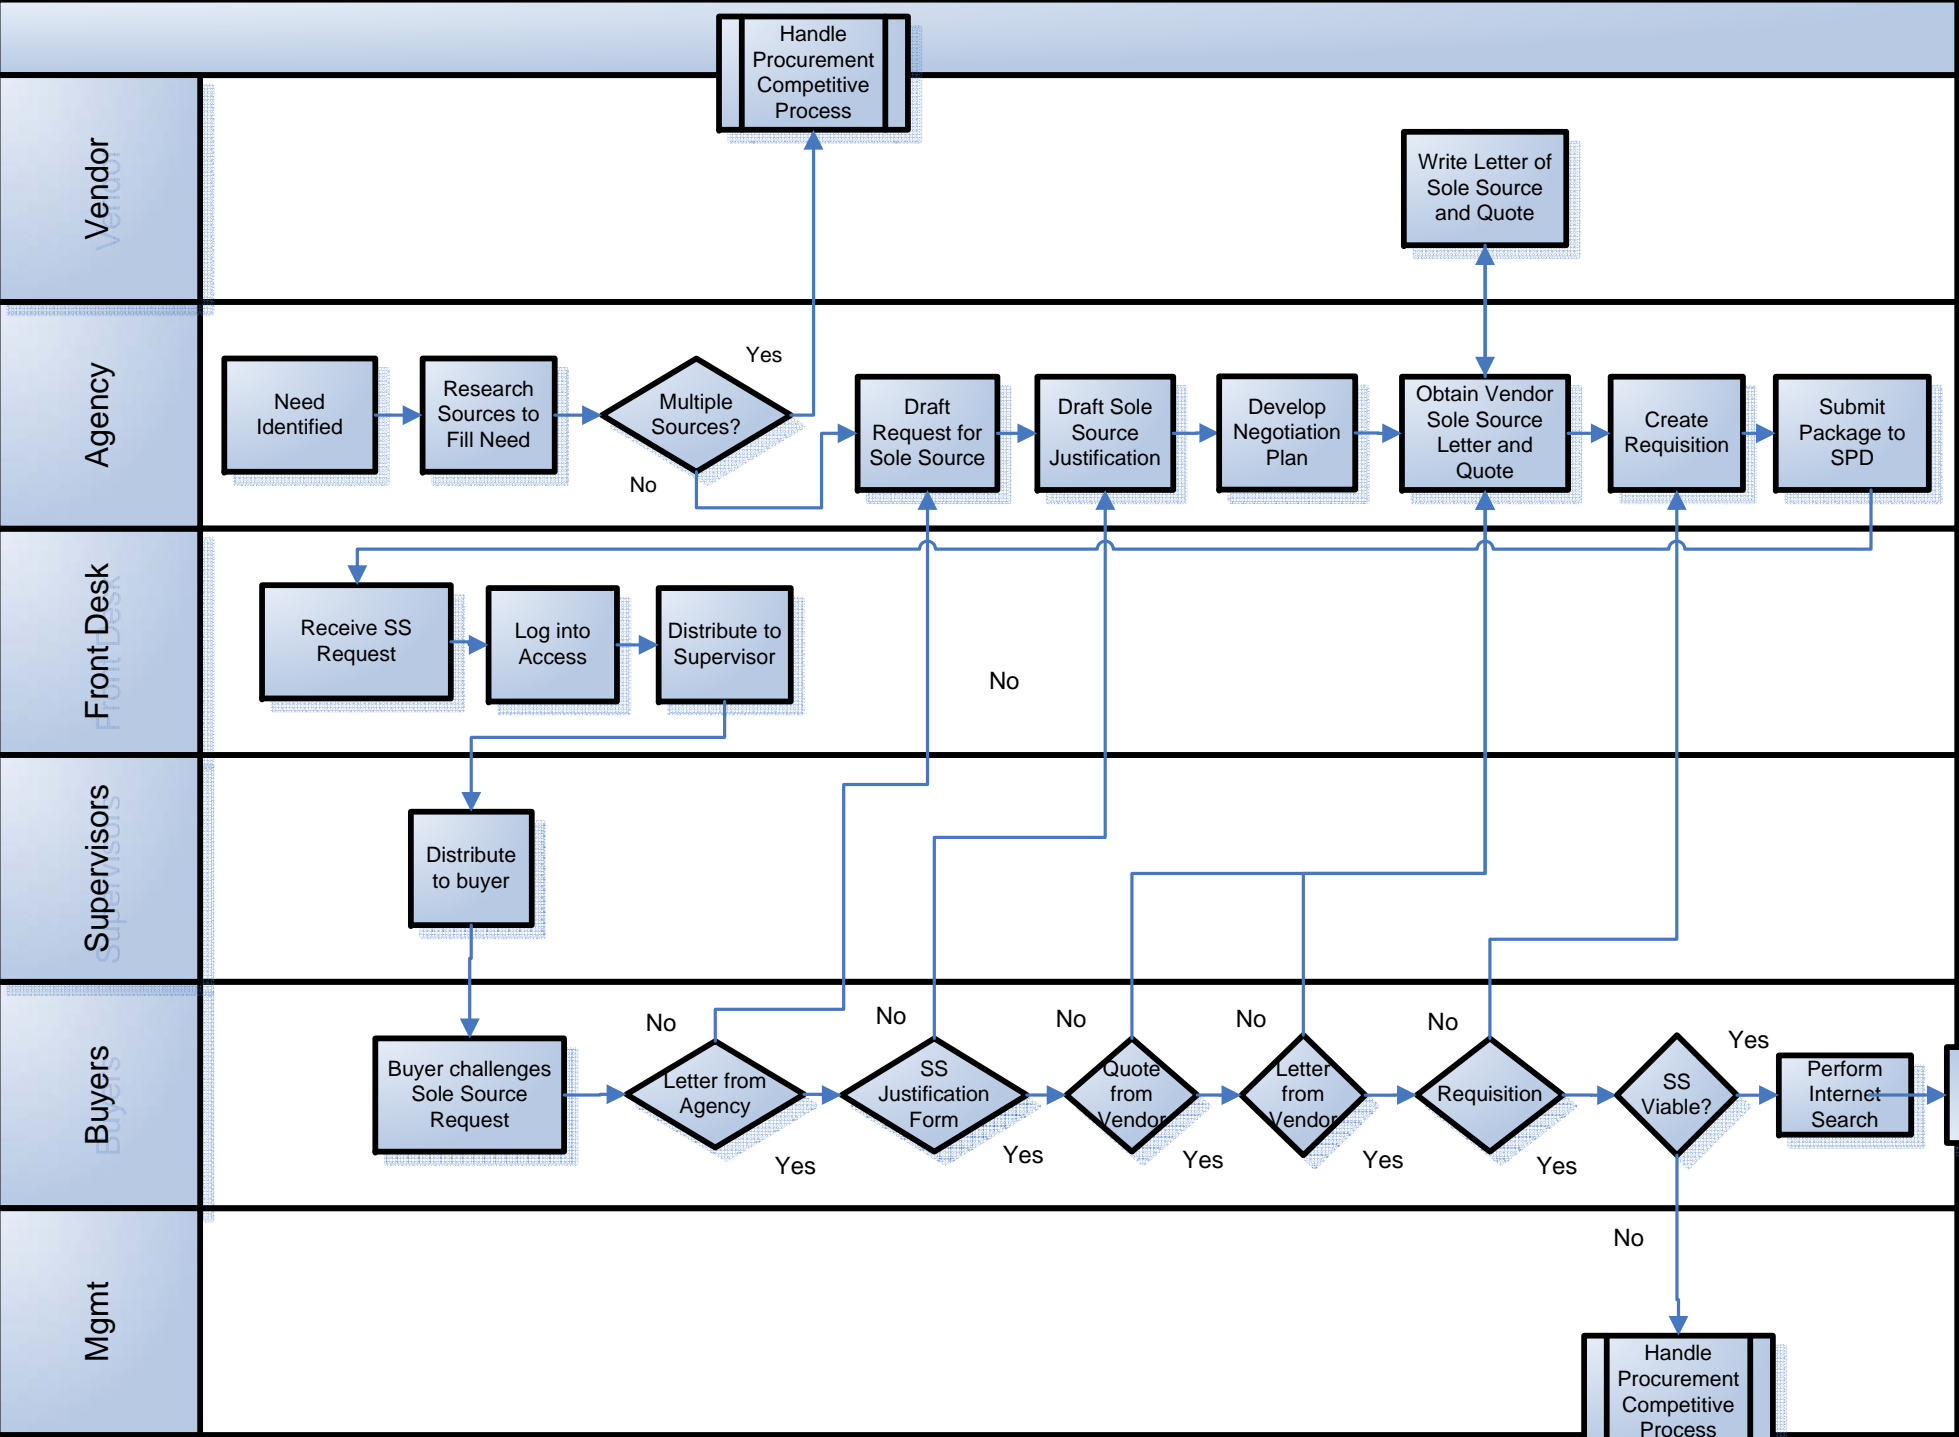 Handle
Procurement
Competitive
Process
Vendor
Write Letter of
Sole Source
and Quote
Agency
Need
Identified
Research
Sources to
Fill Need
Multiple
Sources?
Yes
No
Draft
Request for
Sole Source
Draft Sole
Source
Justification
Develop
Negotiation
Plan
Obtain Vendor
Sole Source
Letter and
Quote
Create
Requisition
Submit
Package to
SPD
Front Desk
Receive SS
Request
Log into
Access
Distribute to
Supervisor
No
Supervisors
Distribute
to buyer
Buyers
Buyer challenges
Sole Source
Request
No
Letter from
Agency
Yes
No
SS
Justification
Form
Yes
No
Quote
from
Vendor
Yes
No
Letter
from
Vendor
Yes
No
Requisition
Yes
SS
Viable?
Yes
No
Perform
Internet
Search
Mgmt
Handle
Procurement
Competitive
Process